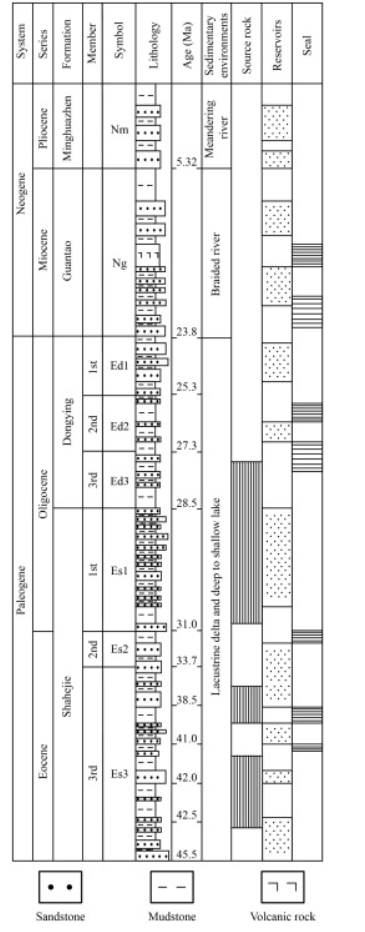 System
Series
Formation
Member
Symbol
Lithology
Age (Ma)
Sedimentary
environments
Source rock
Reservoirs
Seal
Neogene
Pliocene
Minghuazhen
Nm
5.32
Meandering
river
Miocene
Guantao
Ng
23.8
Braided river
Paleogene
Oligocene
Dongying
1st
Ed1
25.3
2nd
Ed2
27.3
3rd
Ed3
28.5
Lacustrine delta and deep to shallow lake
Shahejie
1st
Es1
31.0
Eocene
2nd
Es2
33.7
3rd
Es3
38.5
41.0
42.0
42.5
45.5
Sandstone
Mudstone
Volcanic rock